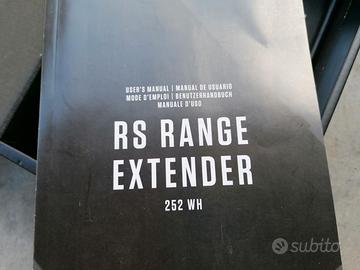 USER'S MANUAL | MANUAL DE USUARIO
MODE D'EMPLOI | BENUTZERHANDBUCH
MANUALE D'USO
RS RANGE
EXTENDER
252 WH
subito